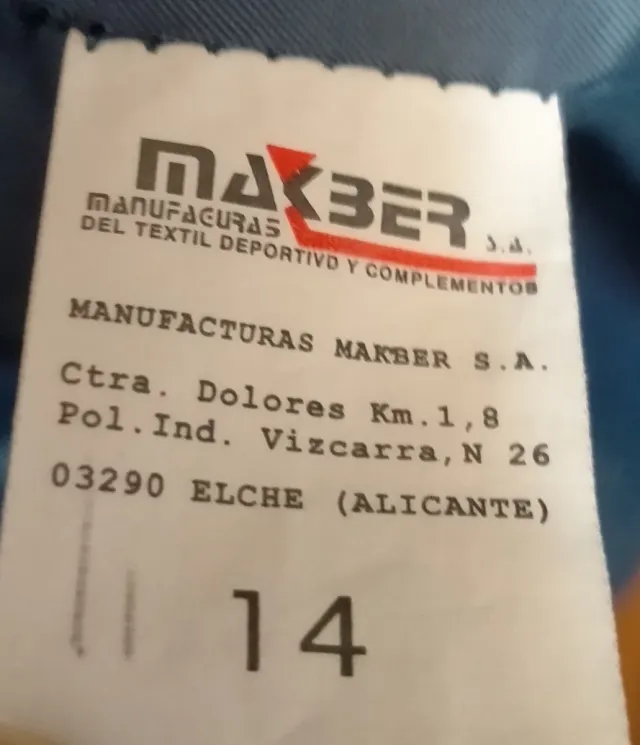 MAKBER S.A.
MANUFACTURAS
DEL TEXTIL DEPORTIVO Y COMPLEMENTOS
MANUFACTURAS MAKBER S.A.
Ctra. Dolores Km.1,8
Pol.Ind. Vizcarra,N 26
03290 ELCHE (ALICANTE)
14